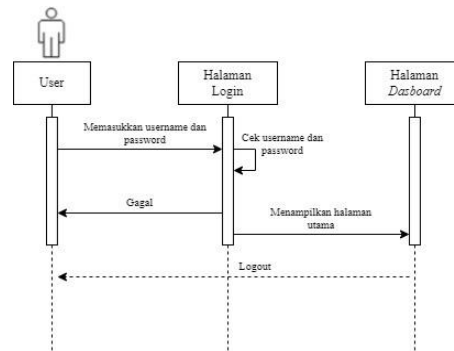 User
Halaman
Login
Halaman
Dasboard
Memasukkan username dan
password
Cek username dan
password
Gagal
Menampilkan halaman
utama
Logout